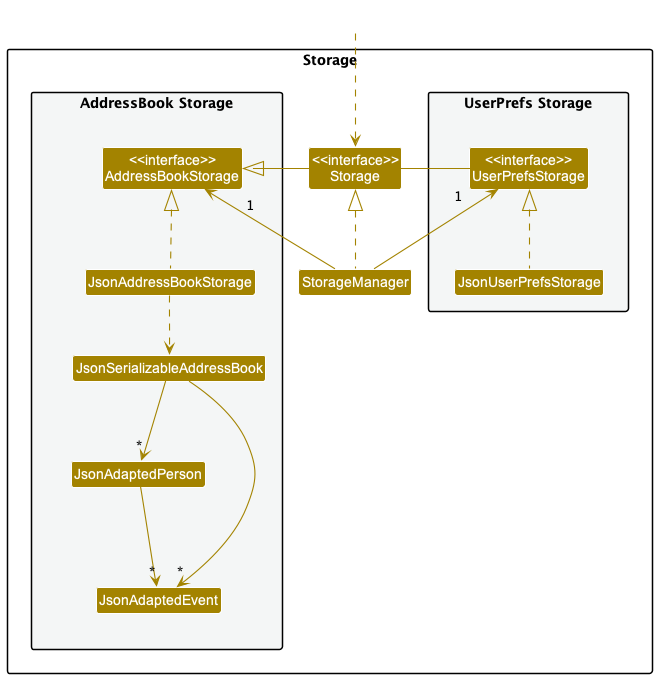 Storage
AddressBook Storage
UserPrefs Storage
<<interface>>
AddressBookStorage
<<interface>>
Storage
<<interface>>
UserPrefsStorage
1
1
JsonAddressBookStorage
StorageManager
JsonUserPrefsStorage
JsonSerializableAddressBook
*
JsonAdaptedPerson
*
*
JsonAdaptedEvent